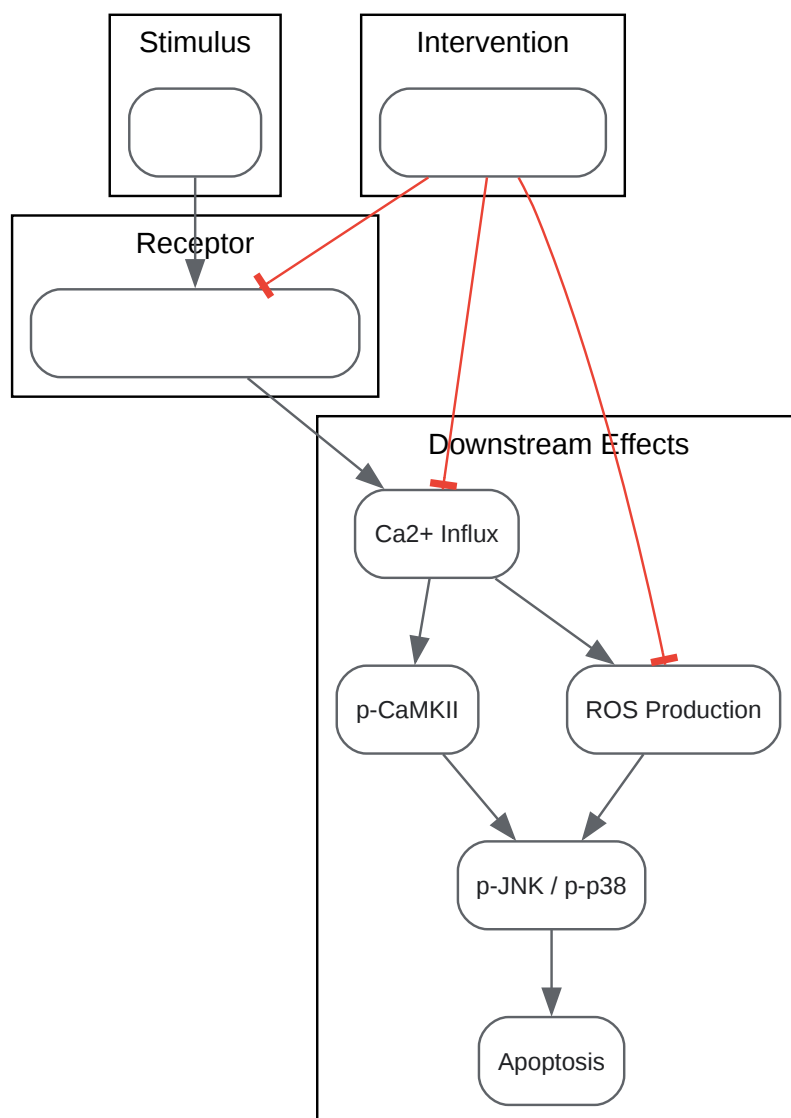 Stimulus
Intervention
Receptor
Downstream Effects
Ca2+ Influx
p-CaMKII
ROS Production
p-JNK / p-p38
Apoptosis